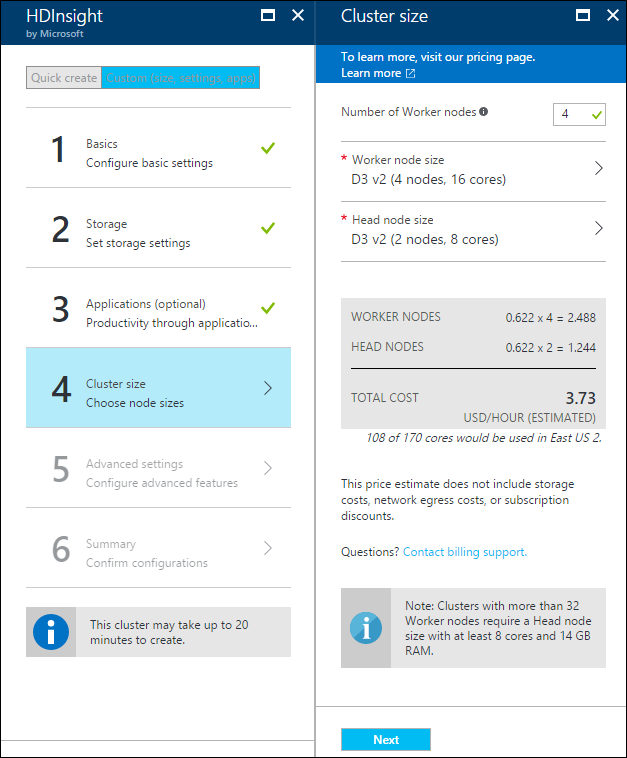 HDInsight
by Microsoft
Quick create
Custom (size, settings, apps)
1
Basics
Configure basic settings
2
Storage
Set storage settings
3
Applications (optional)
Productivity through applicatio...
4
Cluster size
Choose node sizes
5
Advanced settings
Configure advanced features
6
Summary
Confirm configurations
This cluster may take up to 20
minutes to create.
Cluster size
To learn more, visit our pricing page.
Learn more
Number of Worker nodes
4
* Worker node size
D3 v2 (4 nodes, 16 cores)
* Head node size
D3 v2 (2 nodes, 8 cores)
WORKER NODES 0.622 x 4 = 2.488
HEAD NODES 0.622 x 2 = 1.244
TOTAL COST 3.73
USD/HOUR (ESTIMATED)
108 of 170 cores would be used in East US 2.
This price estimate does not include storage
costs, network egress costs, or subscription
discounts.
Questions? Contact billing support.
Note: Clusters with more than 32
Worker nodes require a Head node
size with at least 8 cores and 14 GB
RAM.
Next